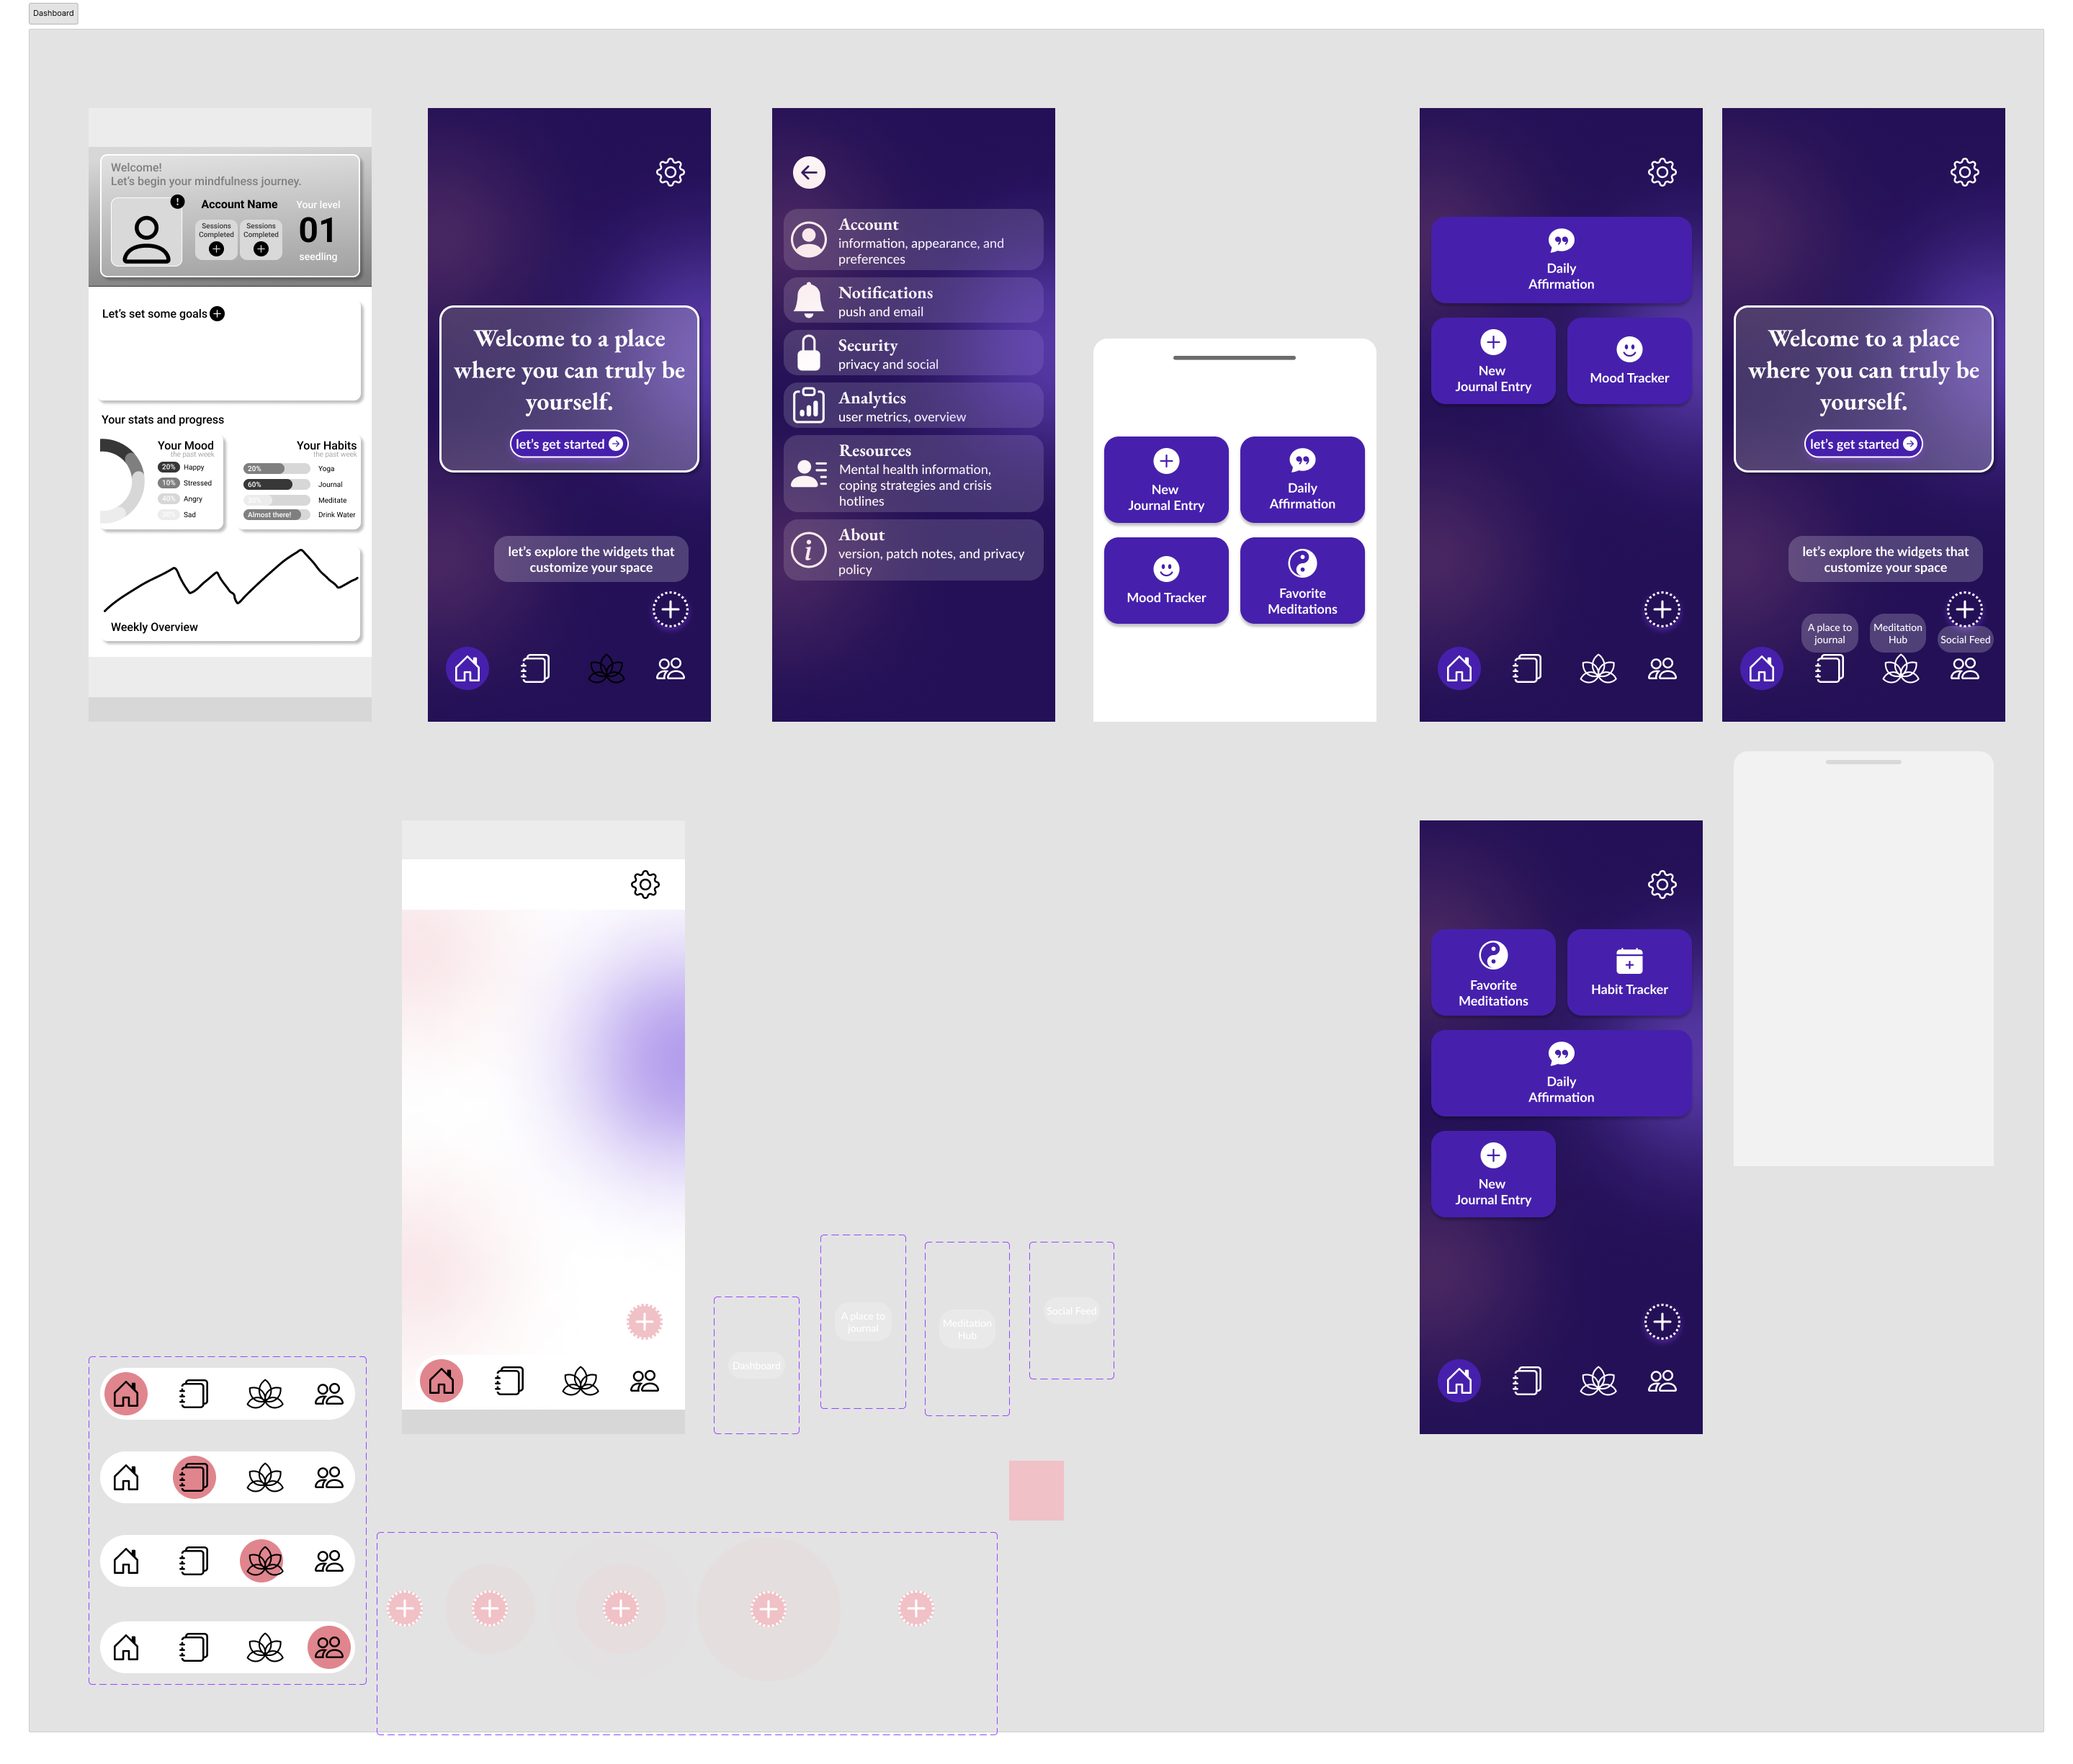 Dashboard
Welcome!
Let's begin your mindfulness journey.
!
Account Name
Your level
Sessions
Completed
Sessions
Completed
01
seedling
Let's set some goals
Your stats and progress
Your Mood
the past week
20% Happy
10% Stressed
40% Angry
Sad
Your Habits
the past week
20% Yoga
60% Journal
Meditate
Almost there! Drink Water
Weekly Overview
Welcome to a place
where you can truly be
yourself.
let's get started
let's explore the widgets that
customize your space
Account
information, appearance, and
preferences
Notifications
push and email
Security
privacy and social
Analytics
user metrics, overview
Resources
Mental health information,
coping strategies and crisis
hotlines
About
version, patch notes, and privacy
policy
New
Journal Entry
Daily
Affirmation
Mood Tracker
Favorite
Meditations
Daily
Affirmation
New
Journal Entry
Mood Tracker
Welcome to a place
where you can truly be
yourself.
let's get started
let's explore the widgets that
customize your space
A place to
journal
Meditation
Hub
Social Feed
Favorite
Meditations
Habit Tracker
Daily
Affirmation
New
Journal Entry
Dashboard
A place to
journal
Meditation
Hub
Social Feed